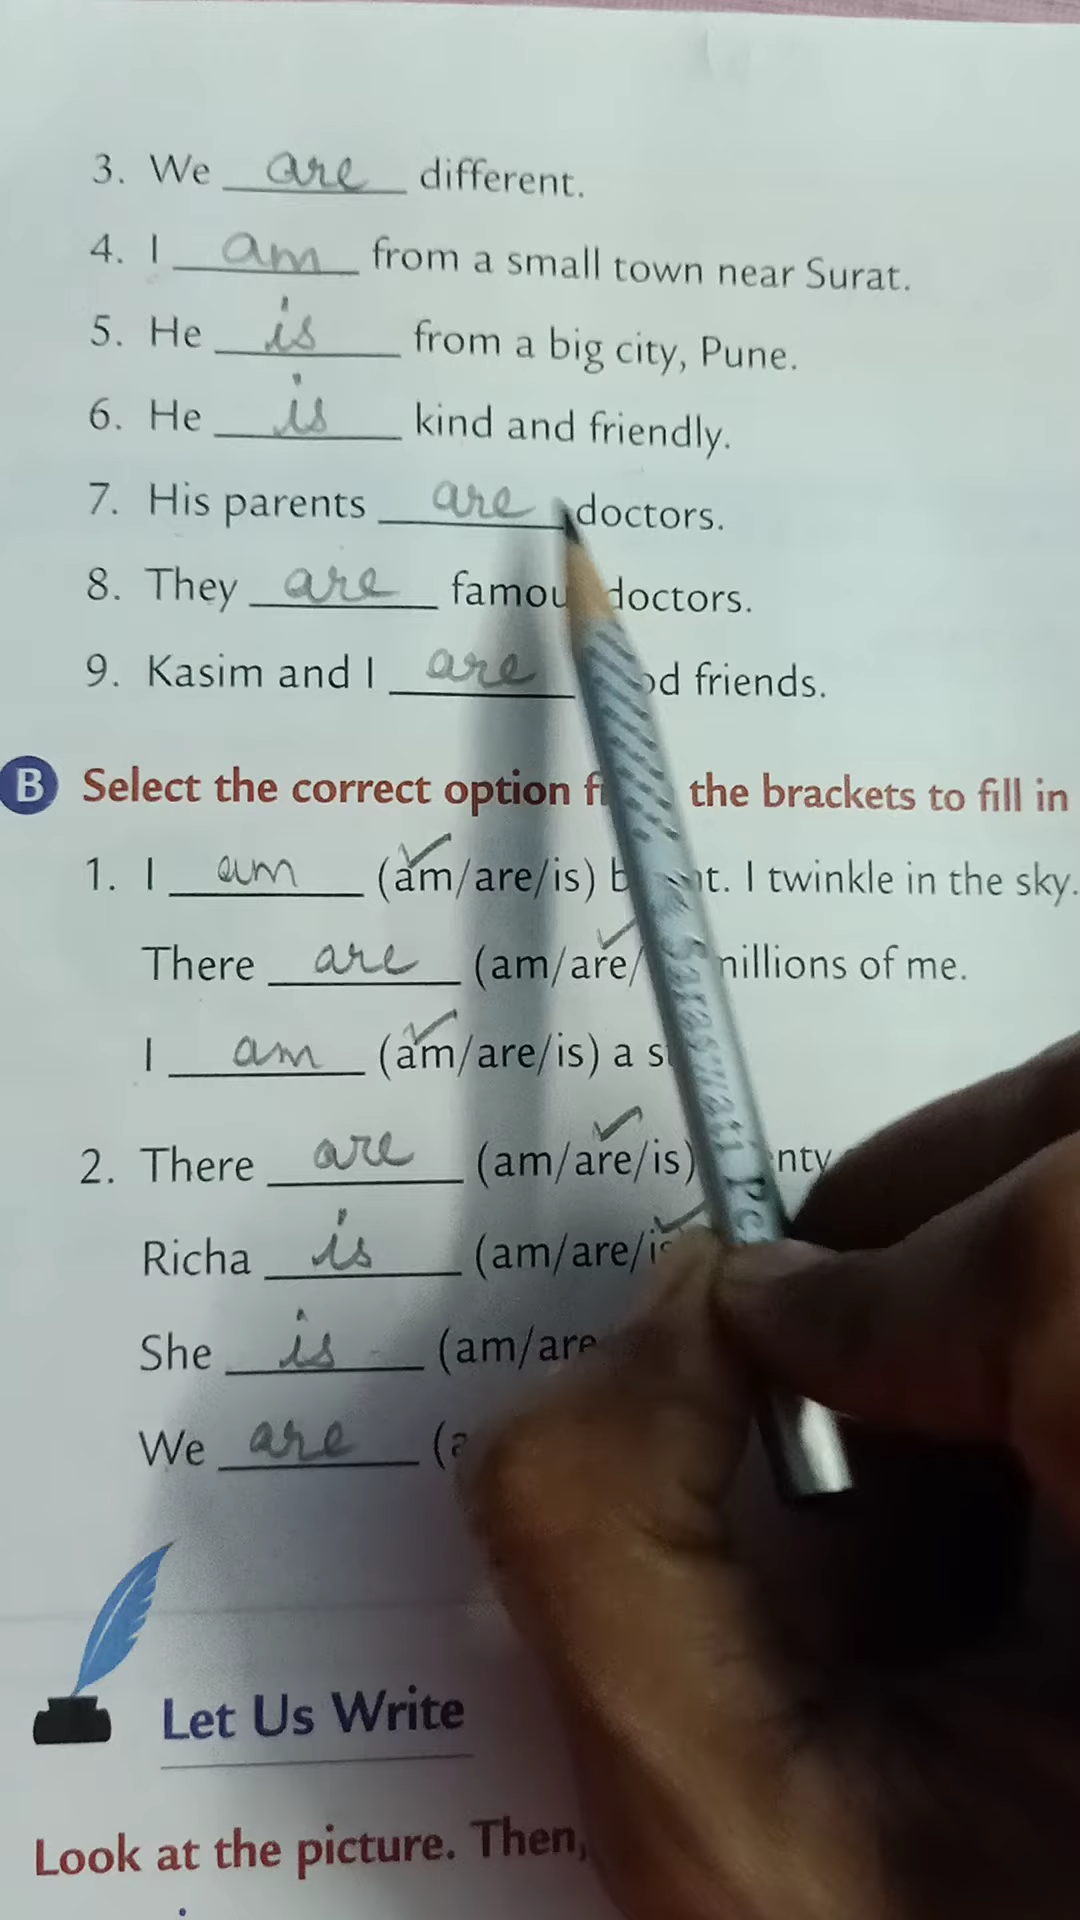 3. We are different.
4. I am from a small town near Surat.
5. He is from a big city, Pune.
6. He is kind and friendly.
7. His parents are doctors.
8. They are famou doctors.
9. Kasim and I are od friends.
B Select the correct option f the brackets to fill in
1. I am (am/are/is) b t. I twinkle in the sky.
There are (am/are/ millions of me.
I am (am/are/is) a s
2. There are (am/are/is) nty
Richa is (am/are/is
She is (am/are
We are (a
Let Us Write
Look at the picture. Then,
Saraswati